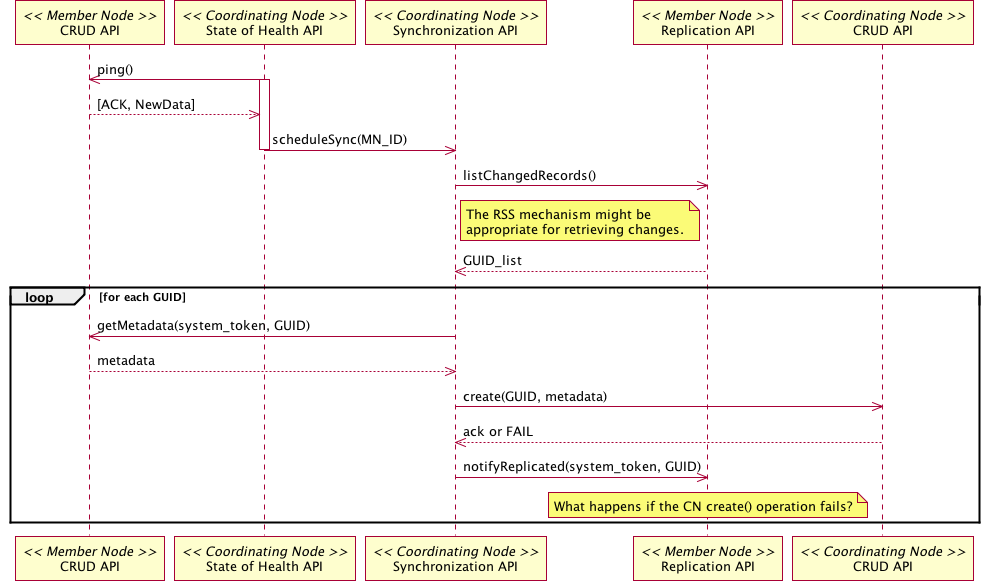 << Member Node >>
CRUD API
<< Coordinating Node >>
State of Health API
<< Coordinating Node >>
Synchronization API
<< Member Node >>
Replication API
<< Coordinating Node >>
CRUD API
ping()
[ACK, NewData]
scheduleSync(MN_ID)
listChangedRecords()
The RSS mechanism might be
appropriate for retrieving changes.
GUID_list
loop [for each GUID]
getMetadata(system_token, GUID)
metadata
create(GUID, metadata)
ack or FAIL
notifyReplicated(system_token, GUID)
What happens if the CN create() operation fails?
<< Member Node >>
CRUD API
<< Coordinating Node >>
State of Health API
<< Coordinating Node >>
Synchronization API
<< Member Node >>
Replication API
<< Coordinating Node >>
CRUD API